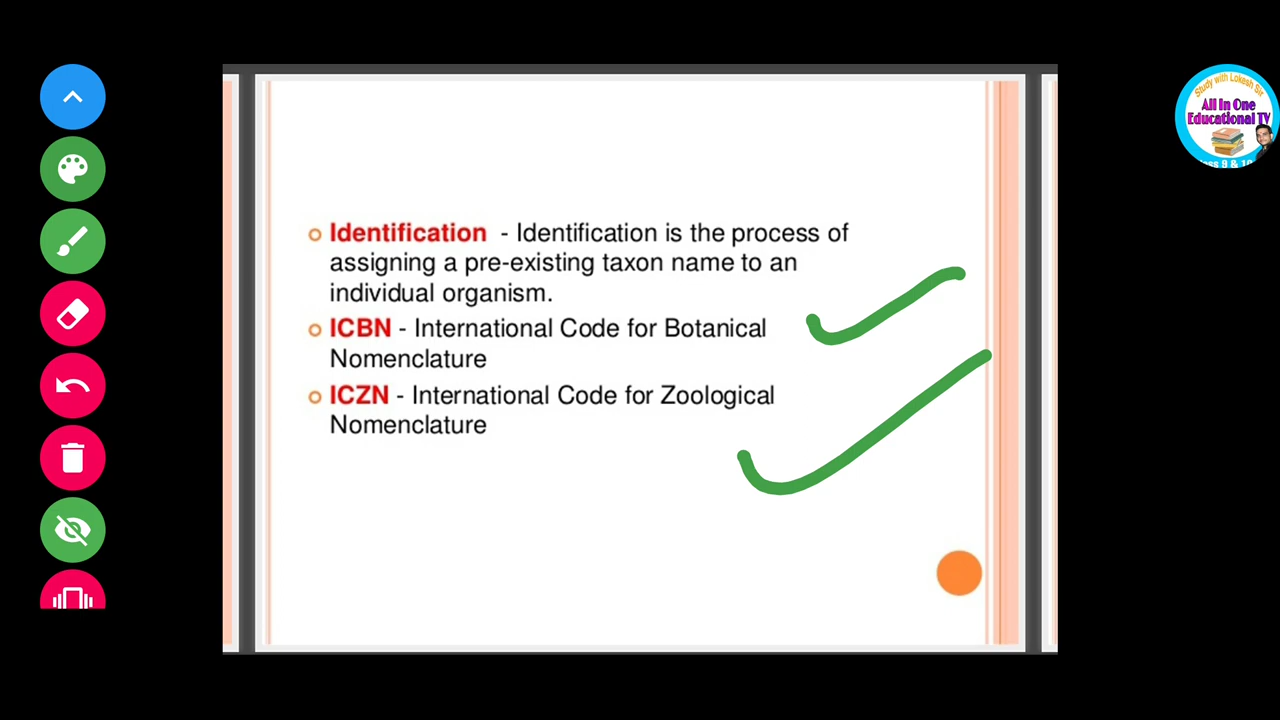 Study with Lokesh Sir
All In One
Educational TV
Identification - Identification is the process of
assigning a pre-existing taxon name to an
individual organism.
ICBN - International Code for Botanical
Nomenclature
ICZN - International Code for Zoological
Nomenclature